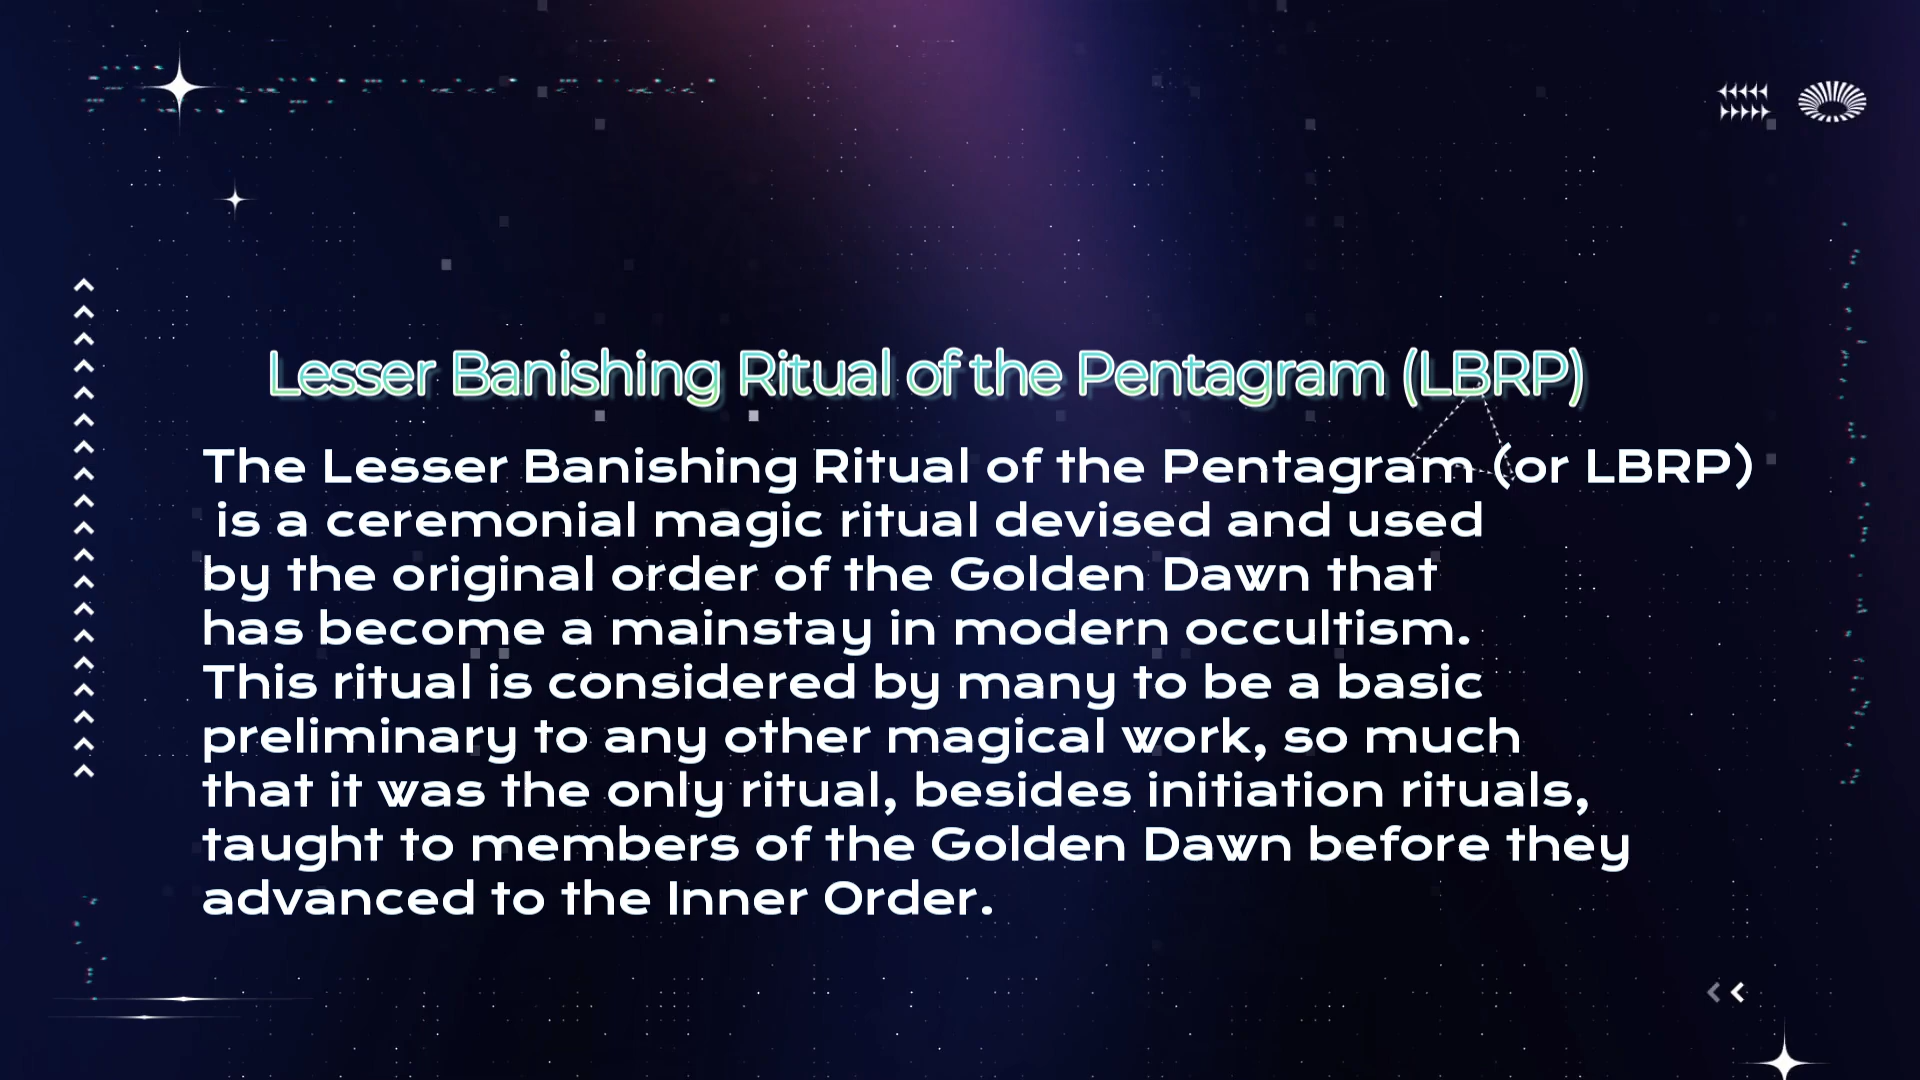 Lesser Banishing Ritual of the Pentagram (LBRP)
The Lesser Banishing Ritual of the Pentagram (or LBRP)
is a ceremonial magic ritual devised and used
by the original order of the Golden Dawn that
has become a mainstay in modern occultism.
This ritual is considered by many to be a basic
preliminary to any other magical work, so much
that it was the only ritual, besides initiation rituals,
taught to members of the Golden Dawn before they
advanced to the Inner Order.